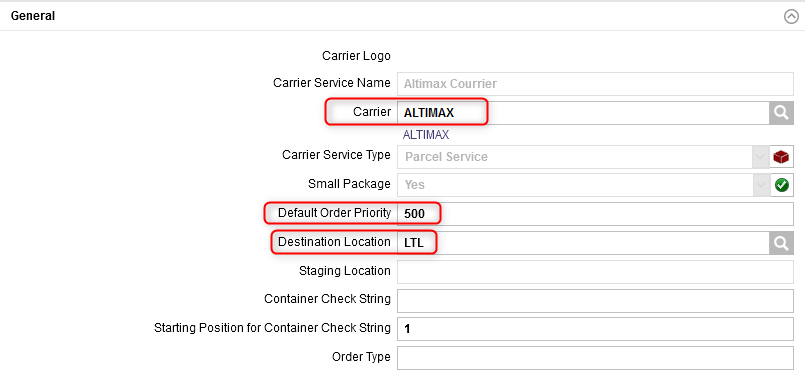 General
Carrier Logo
Carrier Service Name Altimax Courrier
Carrier ALTIMAX
ALTIMAX
Carrier Service Type Parcel Service
Small Package Yes
Default Order Priority 500
Destination Location LTL
Staging Location
Container Check String
Starting Position for Container Check String 1
Order Type